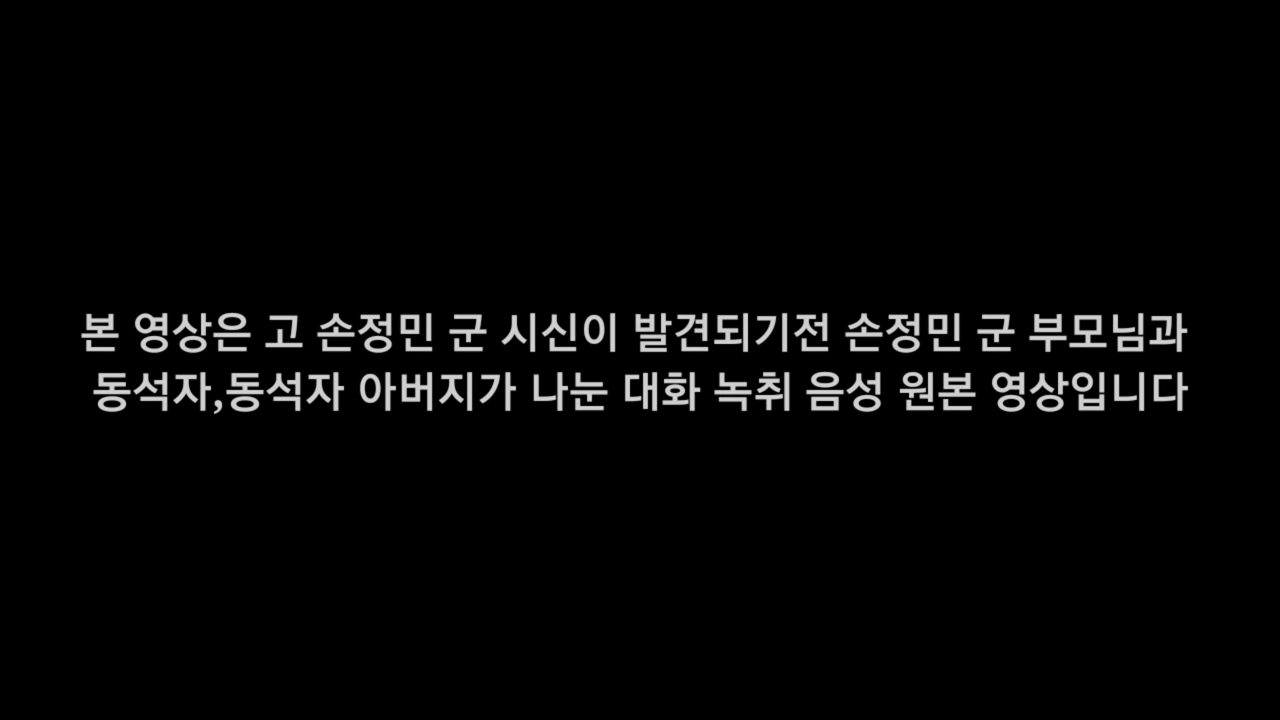 본 영상은 고 손정민 군 시신이 발견되기전 손정민 군 부모님과
동석자,동석자 아버지가 나눈 대화 녹취 음성 원본 영상입니다